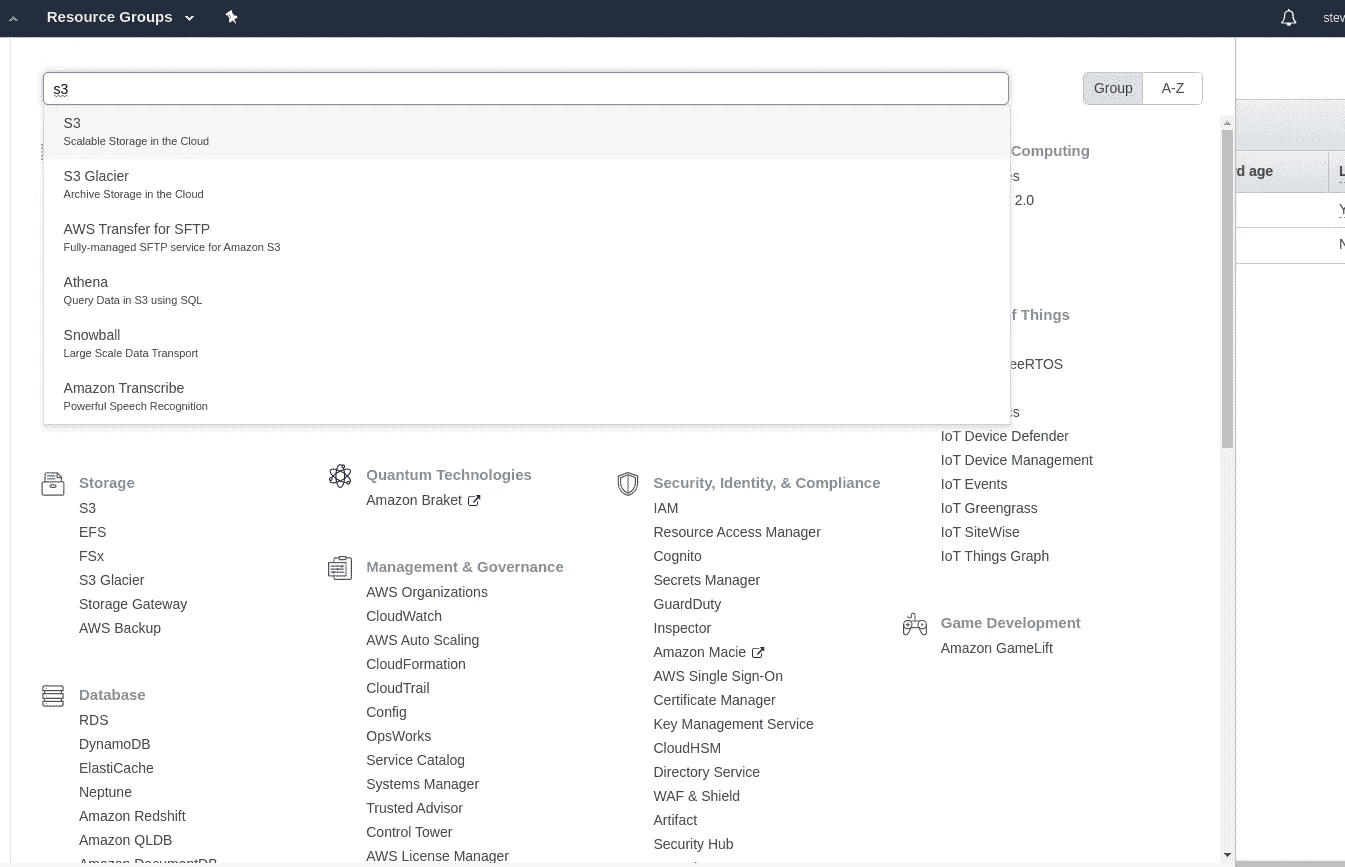 Resource Groups
stev
s3
Group
A-Z
S3
Scalable Storage in the Cloud
S3 Glacier
Archive Storage in the Cloud
AWS Transfer for SFTP
Fully-managed SFTP service for Amazon S3
Athena
Query Data in S3 using SQL
Snowball
Large Scale Data Transport
Amazon Transcribe
Powerful Speech Recognition
Storage
S3
EFS
FSx
S3 Glacier
Storage Gateway
AWS Backup
Database
RDS
DynamoDB
ElastiCache
Neptune
Amazon Redshift
Amazon QLDB
Amazon DocumentDB
Quantum Technologies
Amazon Braket
Management & Governance
AWS Organizations
CloudWatch
AWS Auto Scaling
CloudFormation
CloudTrail
Config
OpsWorks
Service Catalog
Systems Manager
Trusted Advisor
Control Tower
AWS License Manager
Security, Identity, & Compliance
IAM
Resource Access Manager
Cognito
Secrets Manager
GuardDuty
Inspector
Amazon Macie
AWS Single Sign-On
Certificate Manager
Key Management Service
CloudHSM
Directory Service
WAF & Shield
Artifact
Security Hub
Computing
es
2.0
f Things
eeRTOS
cs
IoT Device Defender
IoT Device Management
IoT Events
IoT Greengrass
IoT SiteWise
IoT Things Graph
Game Development
Amazon GameLift
rd age